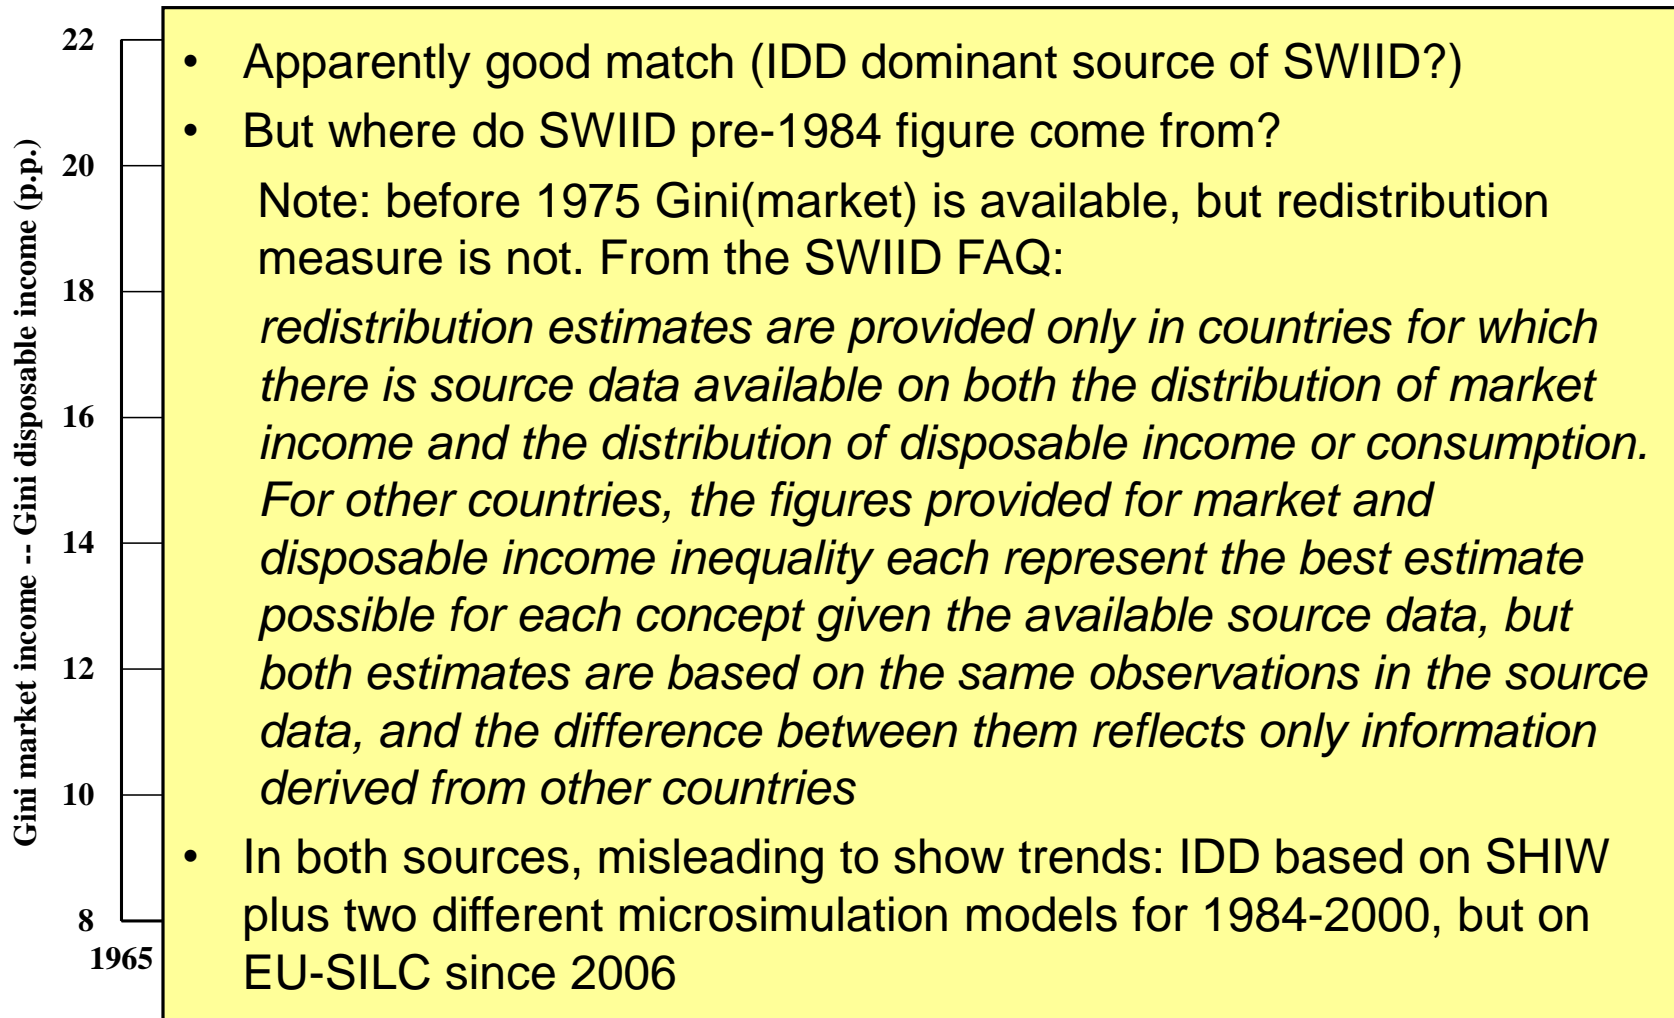 Gini market income -- Gini disposable income (p.p.)
22
20
18
16
14
12
10
8
1965
• Apparently good match (IDD dominant source of SWIID?)
• But where do SWIID pre-1984 figure come from?
Note: before 1975 Gini(market) is available, but redistribution
measure is not. From the SWIID FAQ:
redistribution estimates are provided only in countries for which
there is source data available on both the distribution of market
income and the distribution of disposable income or consumption.
For other countries, the figures provided for market and
disposable income inequality each represent the best estimate
possible for each concept given the available source data, but
both estimates are based on the same observations in the source
data, and the difference between them reflects only information
derived from other countries
• In both sources, misleading to show trends: IDD based on SHIW
plus two different microsimulation models for 1984-2000, but on
EU-SILC since 2006